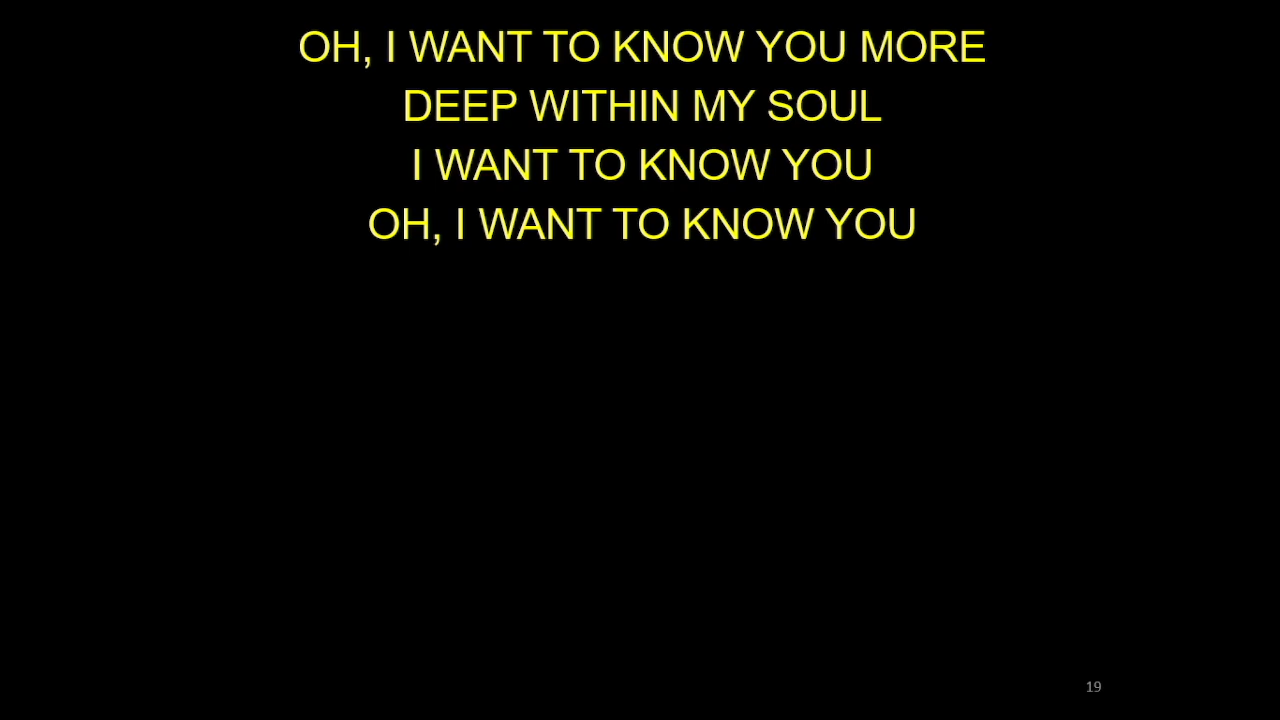 OH, I WANT TO KNOW YOU MORE
DEEP WITHIN MY SOUL
I WANT TO KNOW YOU
OH, I WANT TO KNOW YOU
19